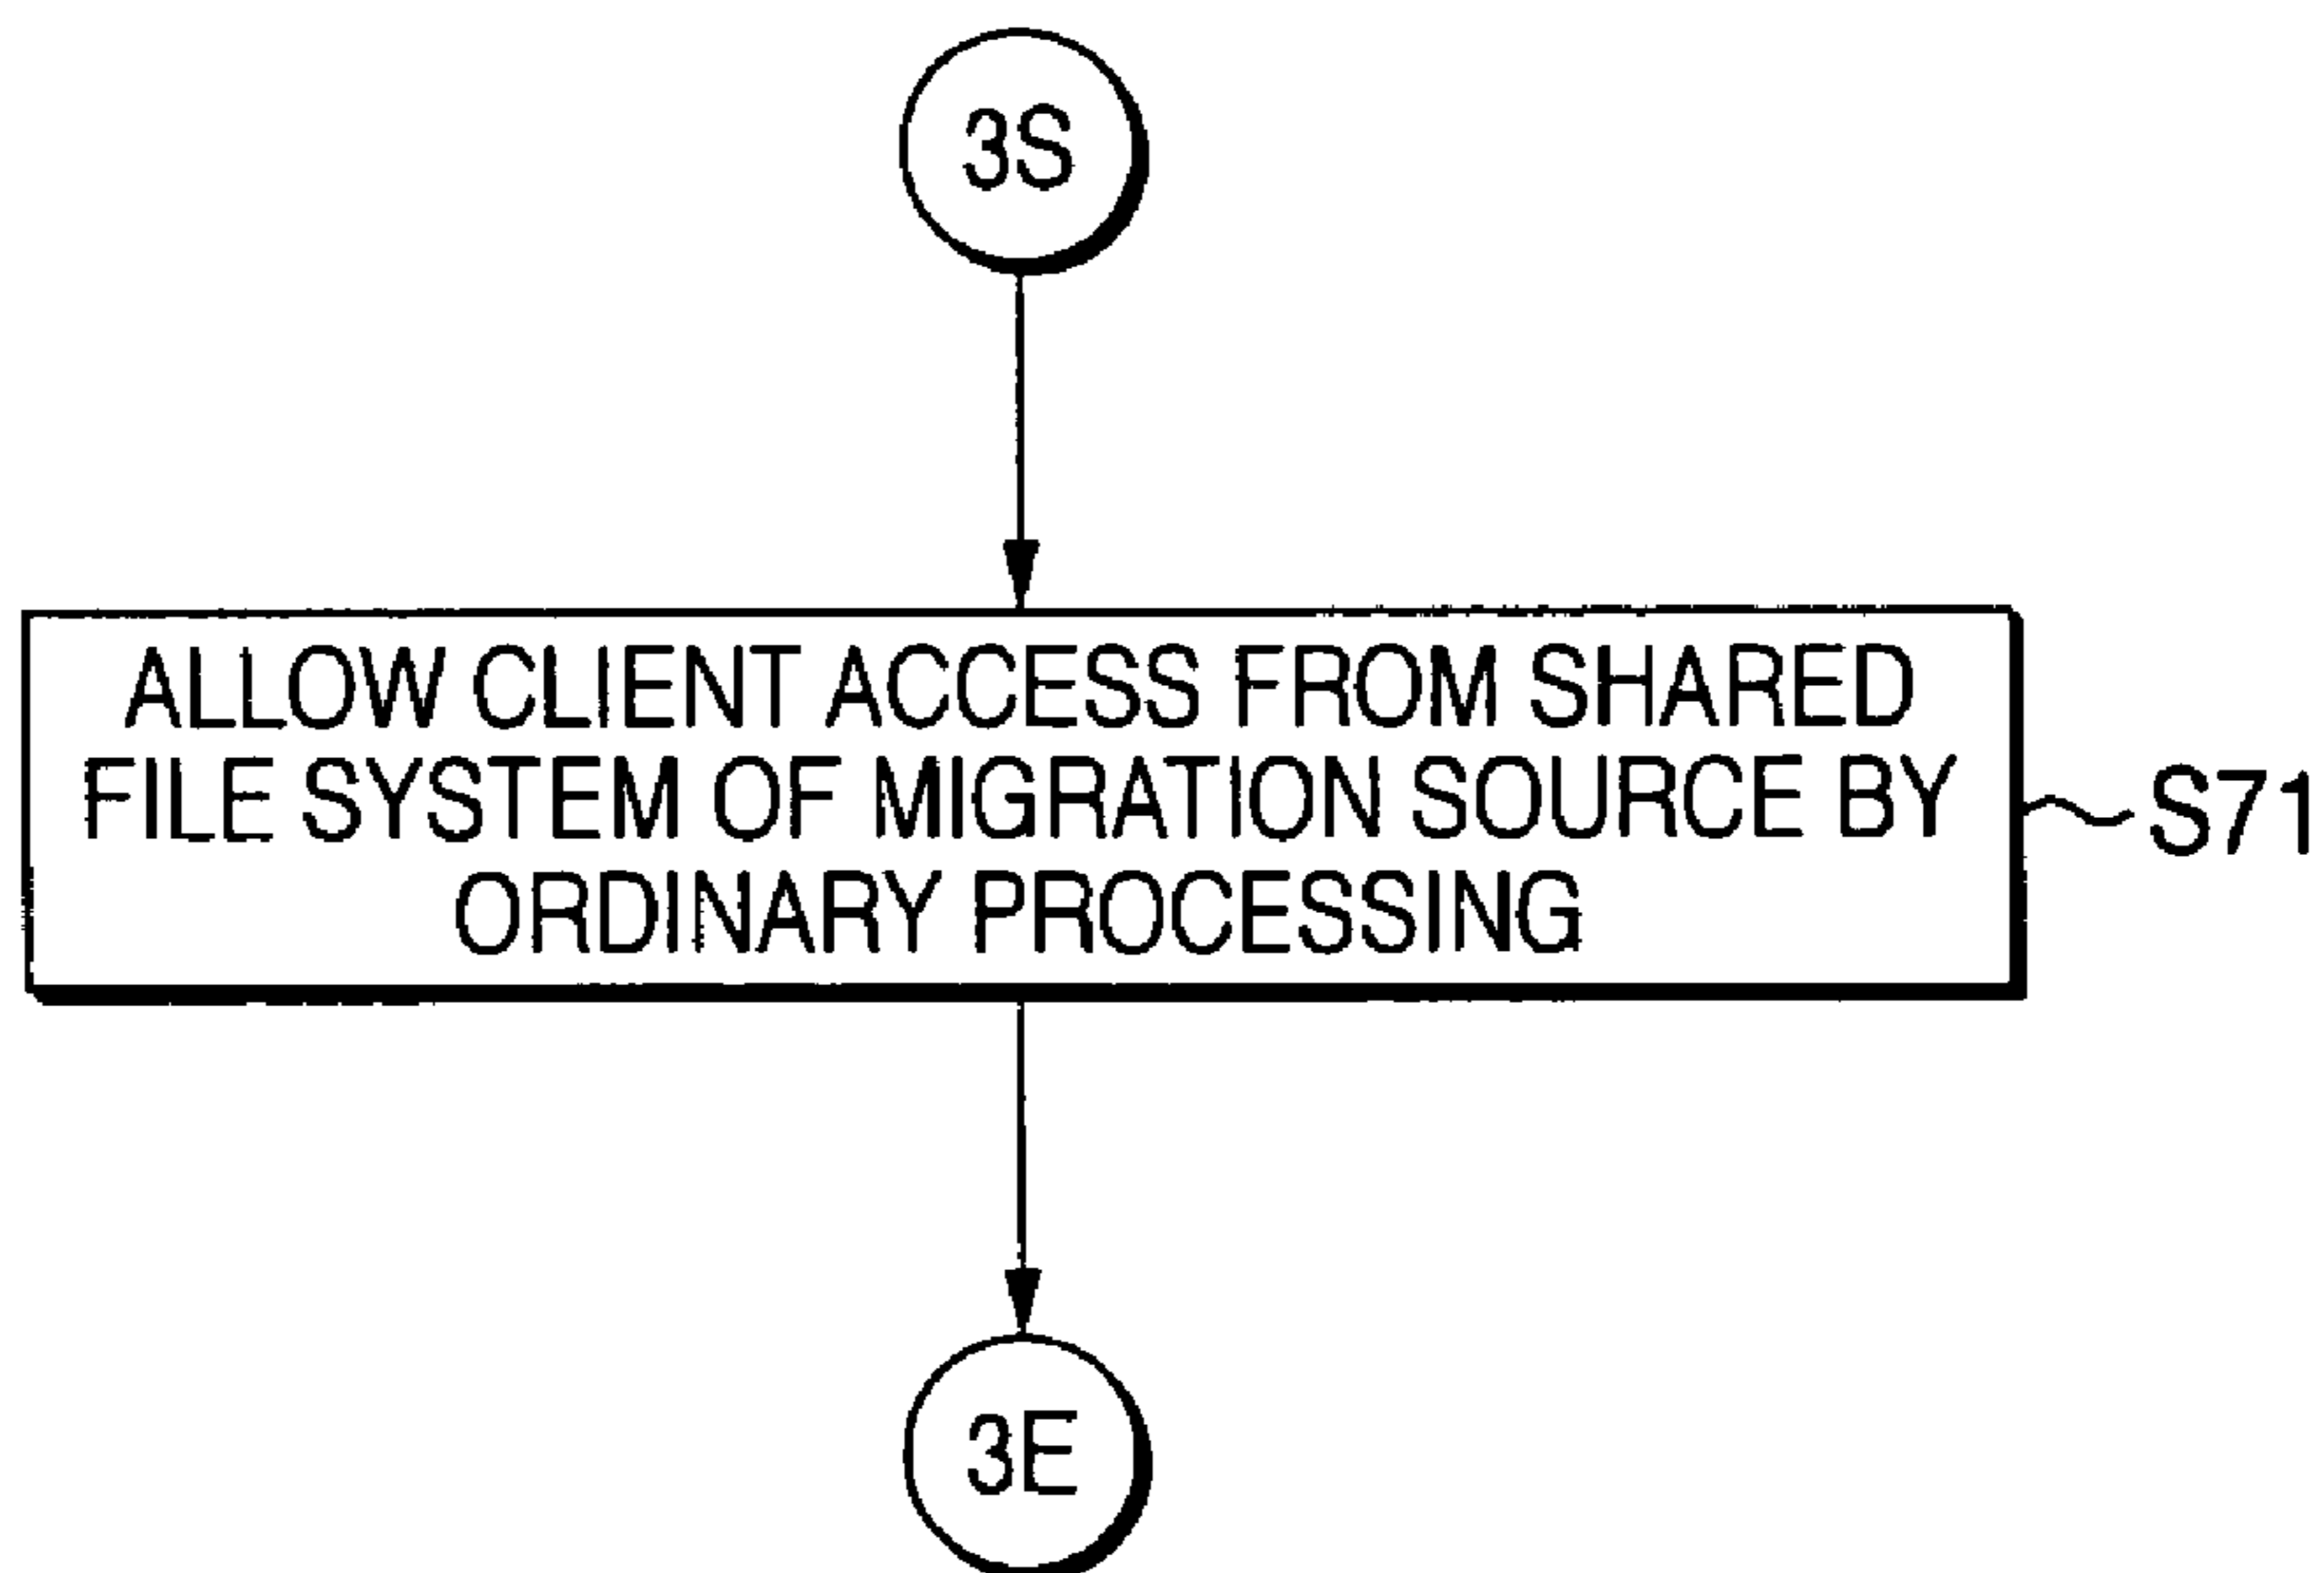 3S
ALLOW CLIENT ACCESS FROM SHARED
FILE SYSTEM OF MIGRATION SOURCE BY
ORDINARY PROCESSING
S71
3E